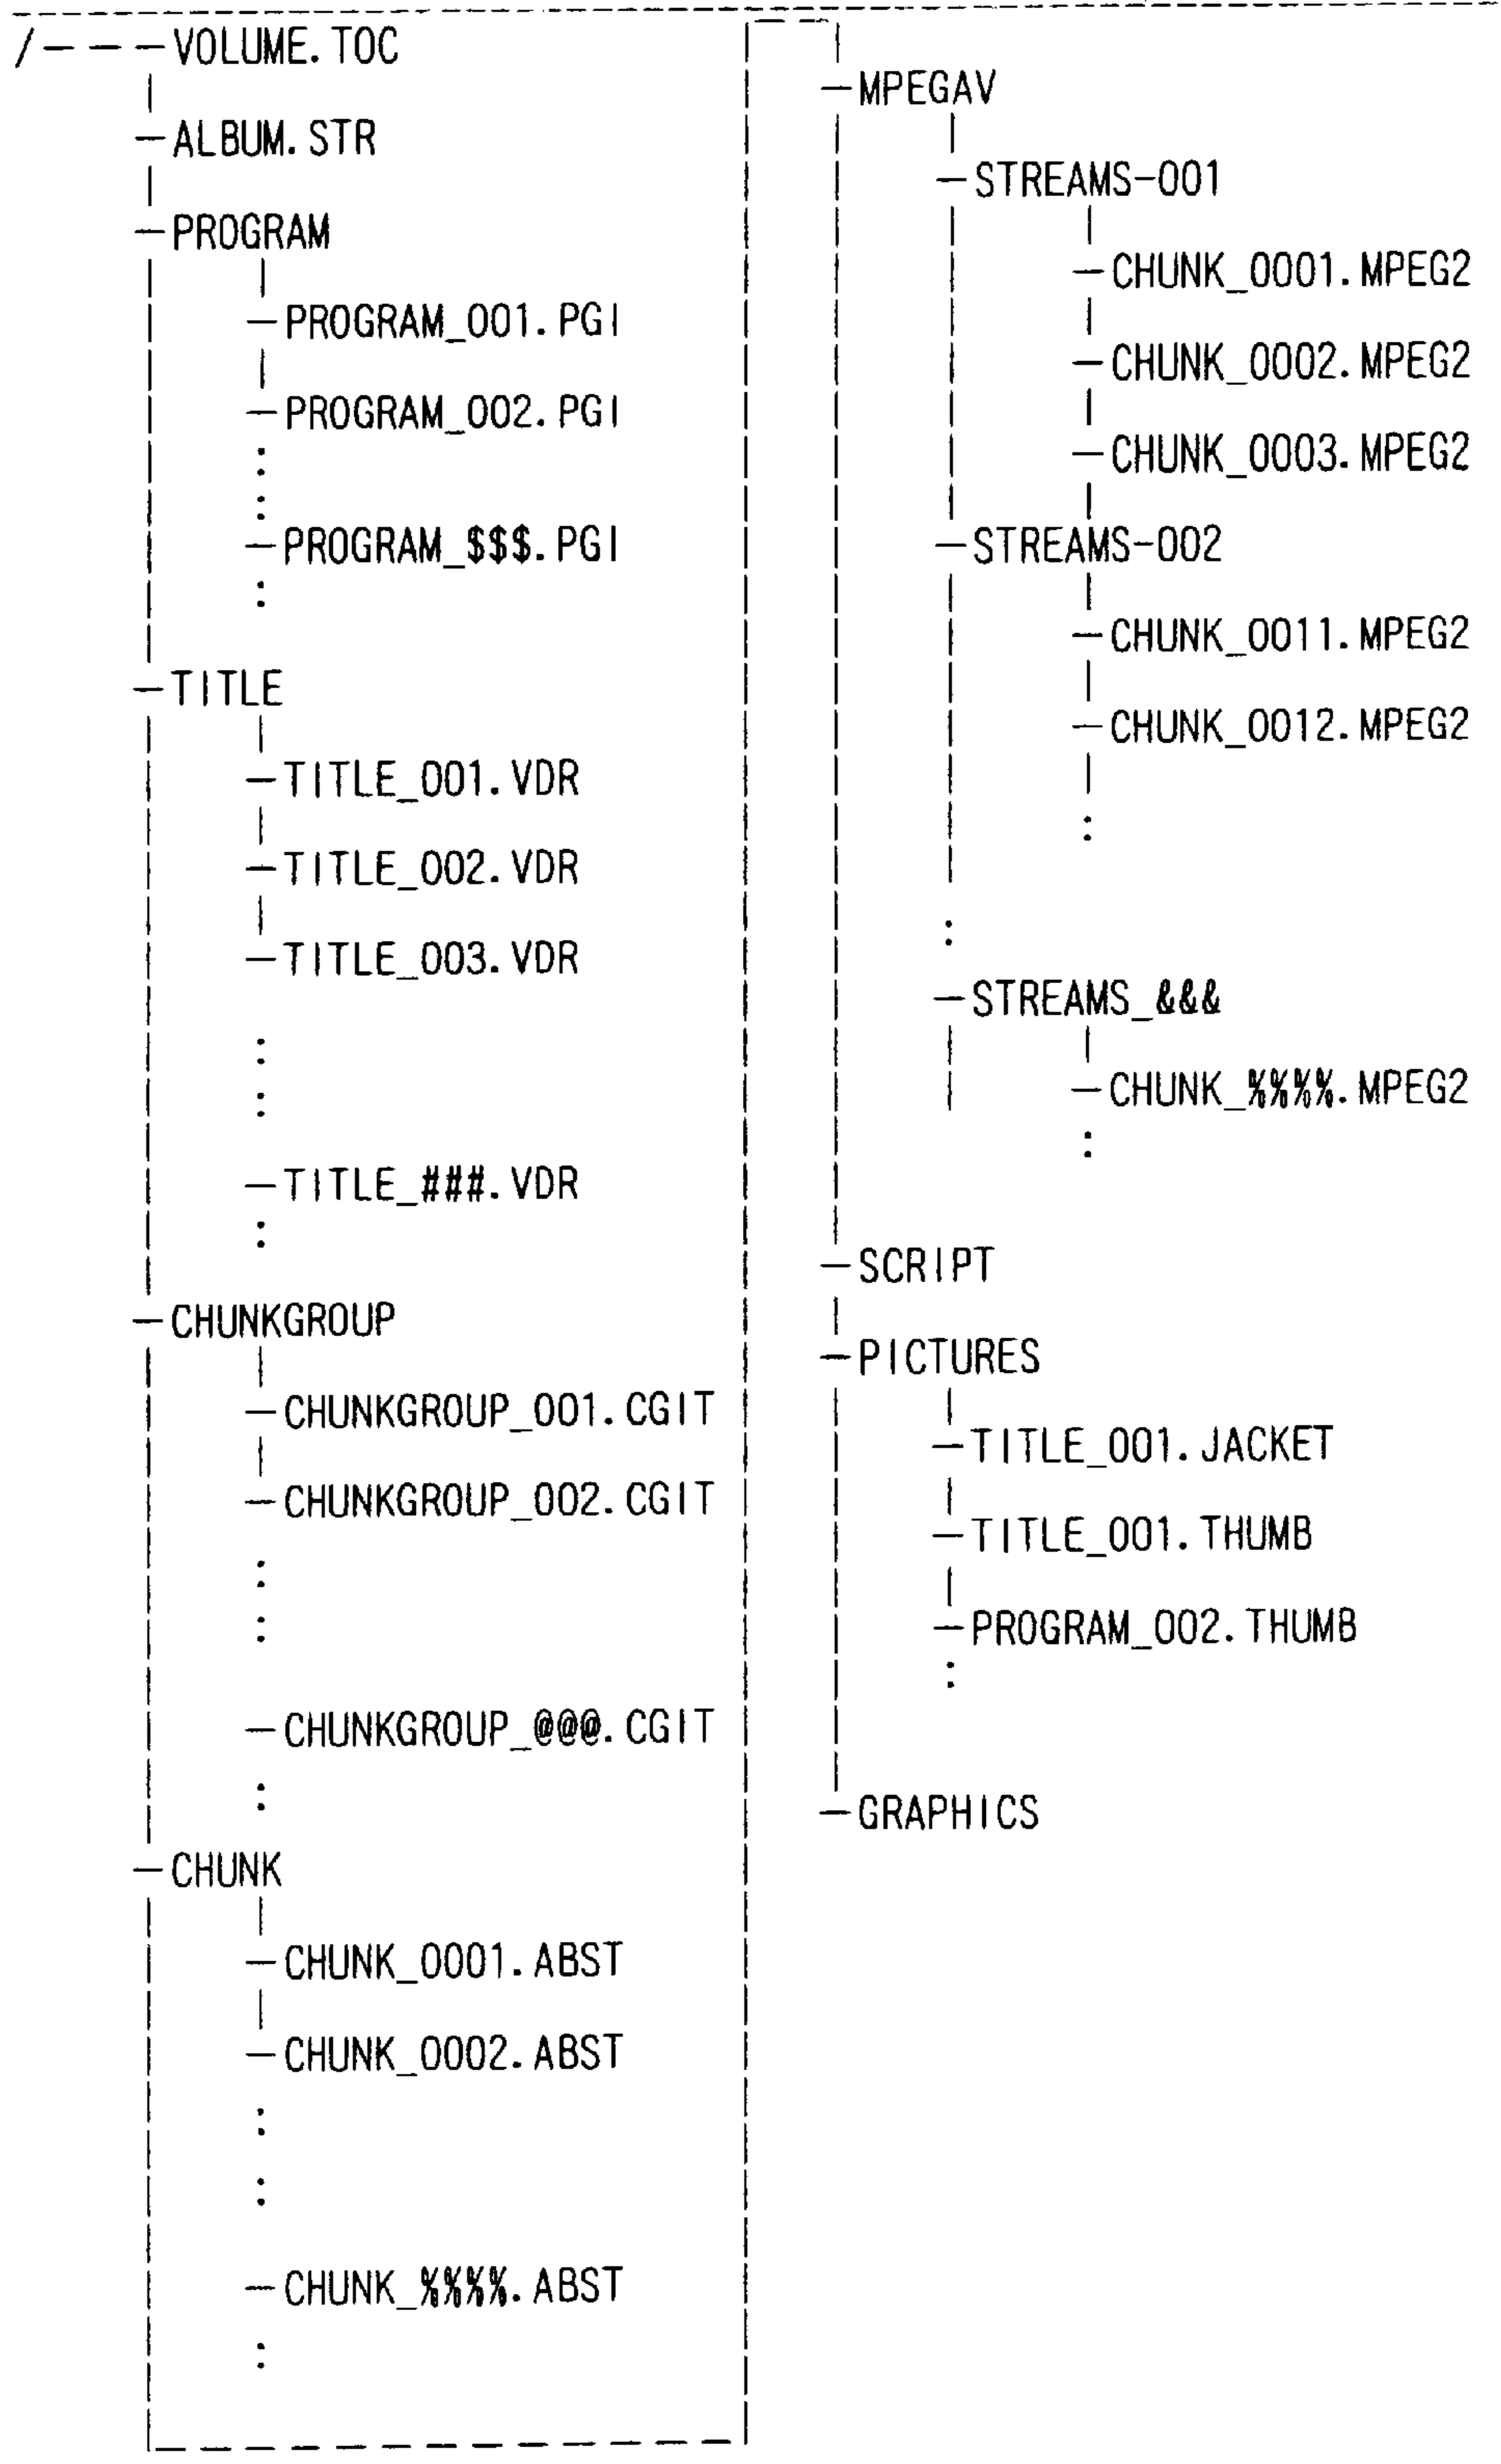 /---VOLUME.TOC
ALBUM.STR
PROGRAM
PROGRAM_001.PGI
PROGRAM_002.PGI
PROGRAM_$$$.PGI
TITLE
TITLE_001.VDR
TITLE_002.VDR
TITLE_003.VDR
TITLE_###.VDR
CHUNKGROUP
CHUNKGROUP_001.CGIT
CHUNKGROUP_002.CGIT
CHUNKGROUP_@@@.CGIT
CHUNK
CHUNK_0001.ABST
CHUNK_0002.ABST
CHUNK_%%%%.ABST
MPEGAV
STREAMS-001
CHUNK_0001.MPEG2
CHUNK_0002.MPEG2
CHUNK_0003.MPEG2
STREAMS-002
CHUNK_0011.MPEG2
CHUNK_0012.MPEG2
STREAMS_&&&
CHUNK_%%%%.MPEG2
SCRIPT
PICTURES
TITLE_001.JACKET
TITLE_001.THUMB
PROGRAM_002.THUMB
GRAPHICS